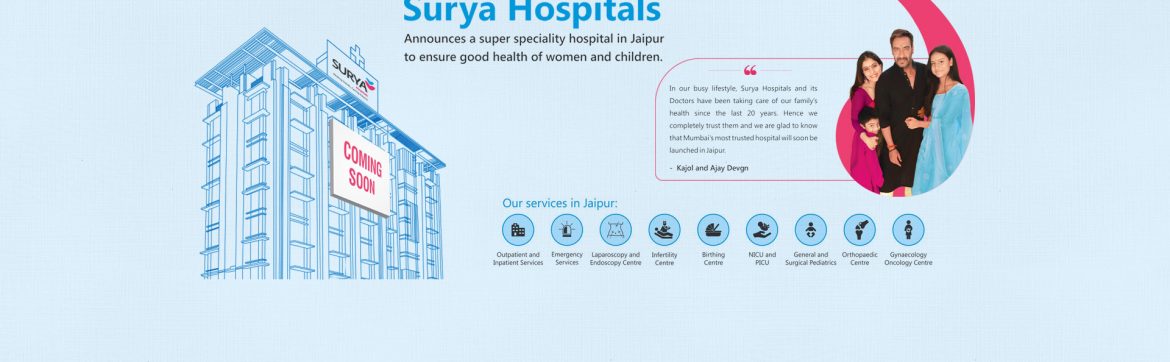 Surya Hospitals
Announces a super speciality hospital in Jaipur
to ensure good health of women and children.
SURYA
COMING
SOON
“
In our busy lifestyle, Surya Hospitals and its
Doctors have been taking care of our family's
health since the last 20 years. Hence we
completely trust them and we are glad to know
that Mumbai's most trusted hospital will soon be
launched in Jaipur.
- Kajol and Ajay Devgn
Our services in Jaipur:
Outpatient and
Inpatient Services
Emergency
Services
Laparoscopy and
Endoscopy Centre
Infertility
Centre
Birthing
Centre
NICU and
PICU
General and
Surgical Pediatrics
Orthopaedic
Centre
Gynaecology
Oncology Centre